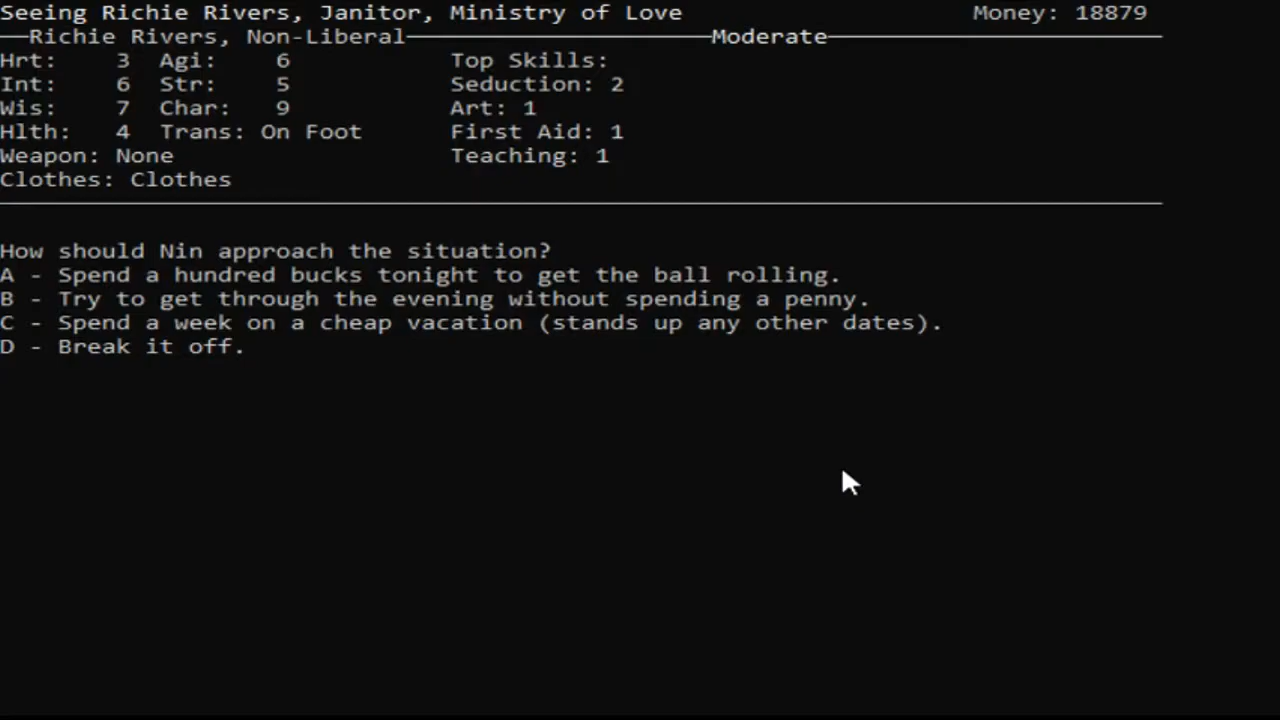 Seeing Richie Rivers, Janitor, Ministry of Love Money: 18879
Richie Rivers, Non-Liberal Moderate
Hrt: 3 Agi: 6 Top Skills:
Int: 6 Str: 5 Seduction: 2
Wis: 7 Char: 9 Art: 1
Hlth: 4 Trans: On Foot First Aid: 1
Weapon: None Teaching: 1
Clothes: Clothes
How should Nin approach the situation?
A - Spend a hundred bucks tonight to get the ball rolling.
B - Try to get through the evening without spending a penny.
C - Spend a week on a cheap vacation (stands up any other dates).
D - Break it off.